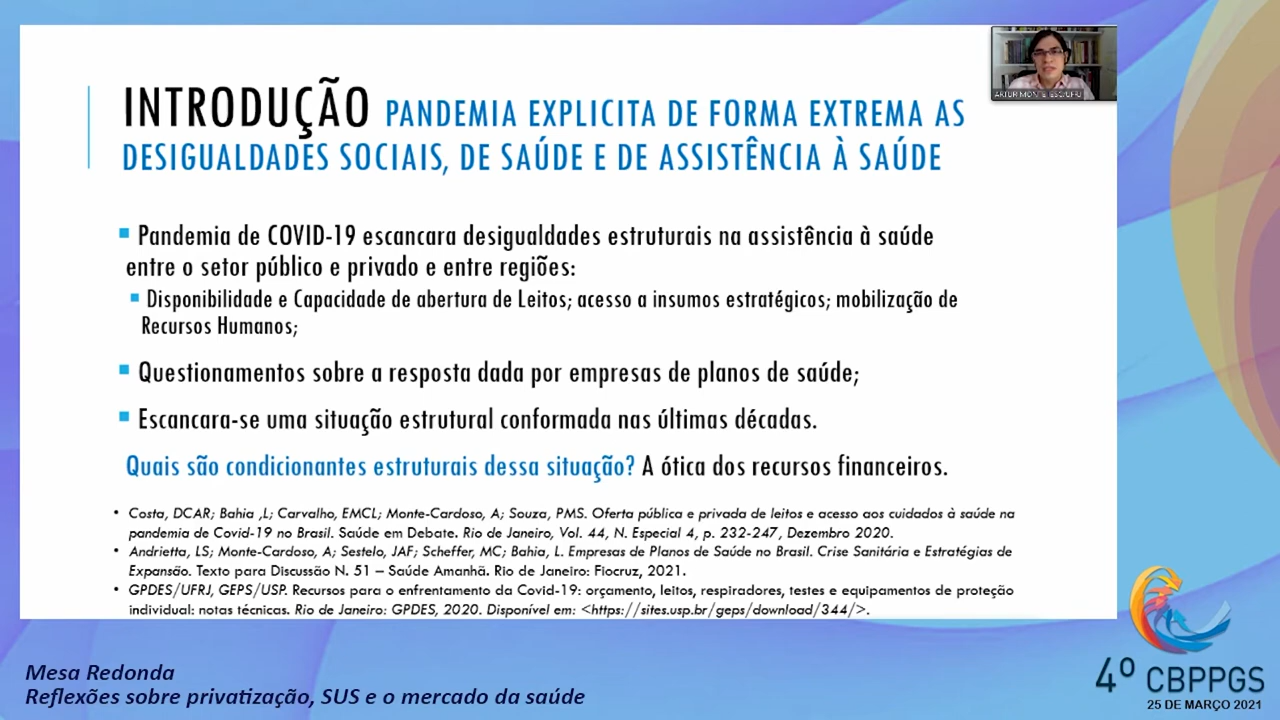 INTRODUÇÃO PANDEMIA EXPLICITA DE FORMA EXTREMA AS
DESIGUALDADES SOCIAIS, DE SAÚDE E DE ASSISTÊNCIA À SAÚDE
Pandemia de COVID-19 escancara desigualdades estruturais na assistência à saúde
entre o setor público e privado e entre regiões:
Disponibilidade e Capacidade de abertura de Leitos; acesso a insumos estratégicos; mobilização de
Recursos Humanos;
Questionamentos sobre a resposta dada por empresas de planos de saúde;
Escancara-se uma situação estrutural conformada nas últimas décadas.
Quais são condicionantes estruturais dessa situação? A ótica dos recursos financeiros.
• Costa, DCAR; Bahia ,L; Carvalho, EMCL; Monte-Cardoso, A; Souza, PMS. Oferta pública e privada de leitos e acesso aos cuidados à saúde na
pandemia de Covid-19 no Brasil. Saúde em Debate. Rio de Janeiro, Vol. 44, N. Especial 4, p. 232-247, Dezembro 2020.
• Andrietta, LS; Monte-Cardoso, A; Sestelo, JAF; Scheffer, MC; Bahia, L. Empresas de Planos de Saúde no Brasil. Crise Sanitária e Estratégias de
Expansão. Texto para Discussão N. 51 – Saúde Amanhã. Rio de Janeiro: Fiocruz, 2021.
• GPDES/UFRJ, GEPS/USP. Recursos para o enfrentamento da Covid-19: orçamento, leitos, respiradores, testes e equipamentos de proteção
individual: notas técnicas. Rio de Janeiro: GPDES, 2020. Disponível em: <https://sites.usp.br/geps/download/344/>.
Mesa Redonda
Reflexões sobre privatização, SUS e o mercado da saúde
4º CBPPGS
25 DE MARÇO 2021